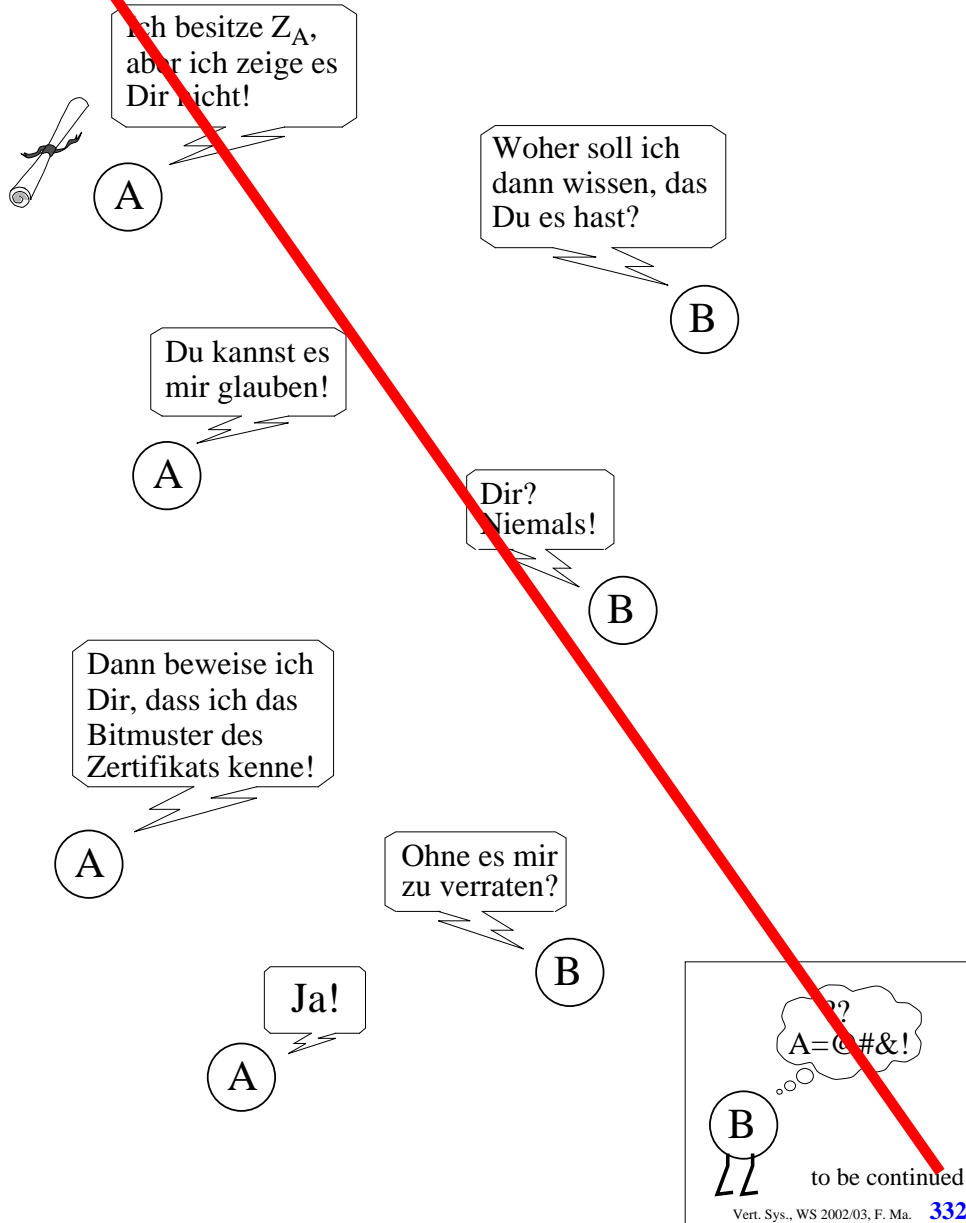 Ich besitze Z_A,
aber ich zeige es
Dir nicht!
A
Woher soll ich
dann wissen, das
Du es hast?
B
Du kannst es
mir glauben!
A
Dir?
Niemals!
B
Dann beweise ich
Dir, dass ich das
Bitmuster des
Zertifikats kenne!
A
Ohne es mir
zu verraten?
B
Ja!
A
??
A=@#&!
B
to be continued
Vert. Sys., WS 2002/03, F. Ma. 332